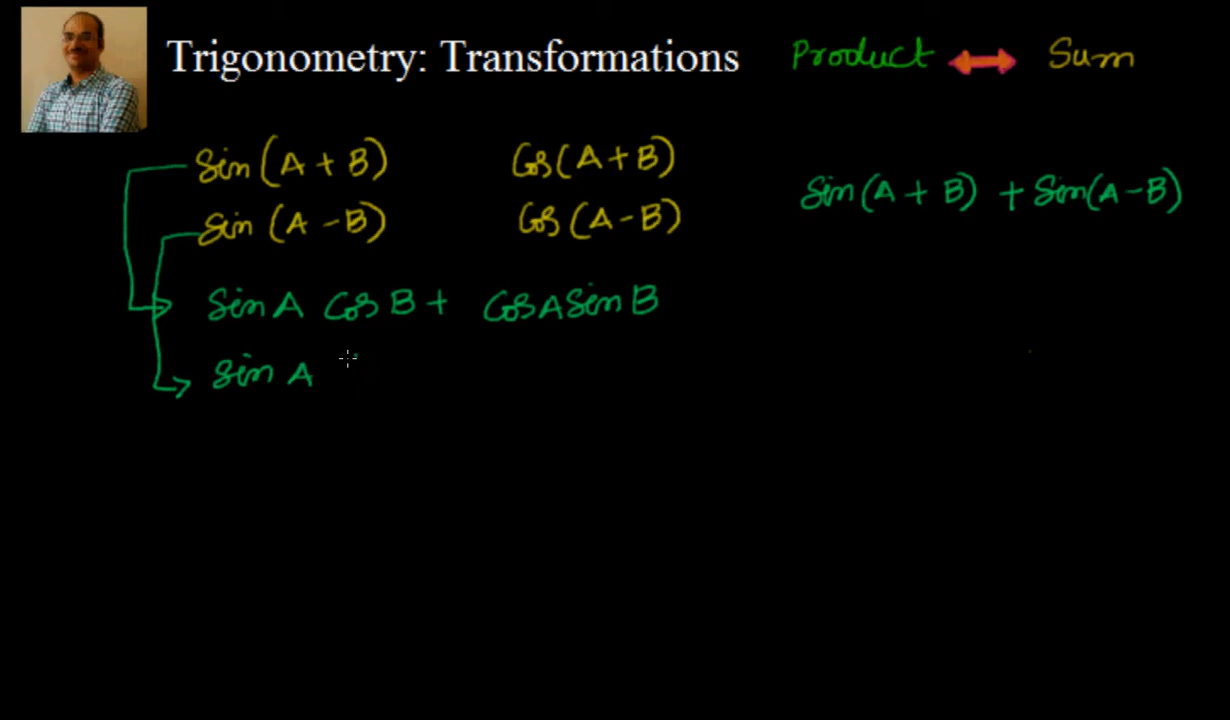 Trigonometry: Transformations Product ↔ Sum
Sin (A + B) Cos (A + B)
Sin (A - B) Cos (A - B)
Sin (A + B) + Sin (A - B)
Sin A Cos B + Cos A Sin B
Sin A